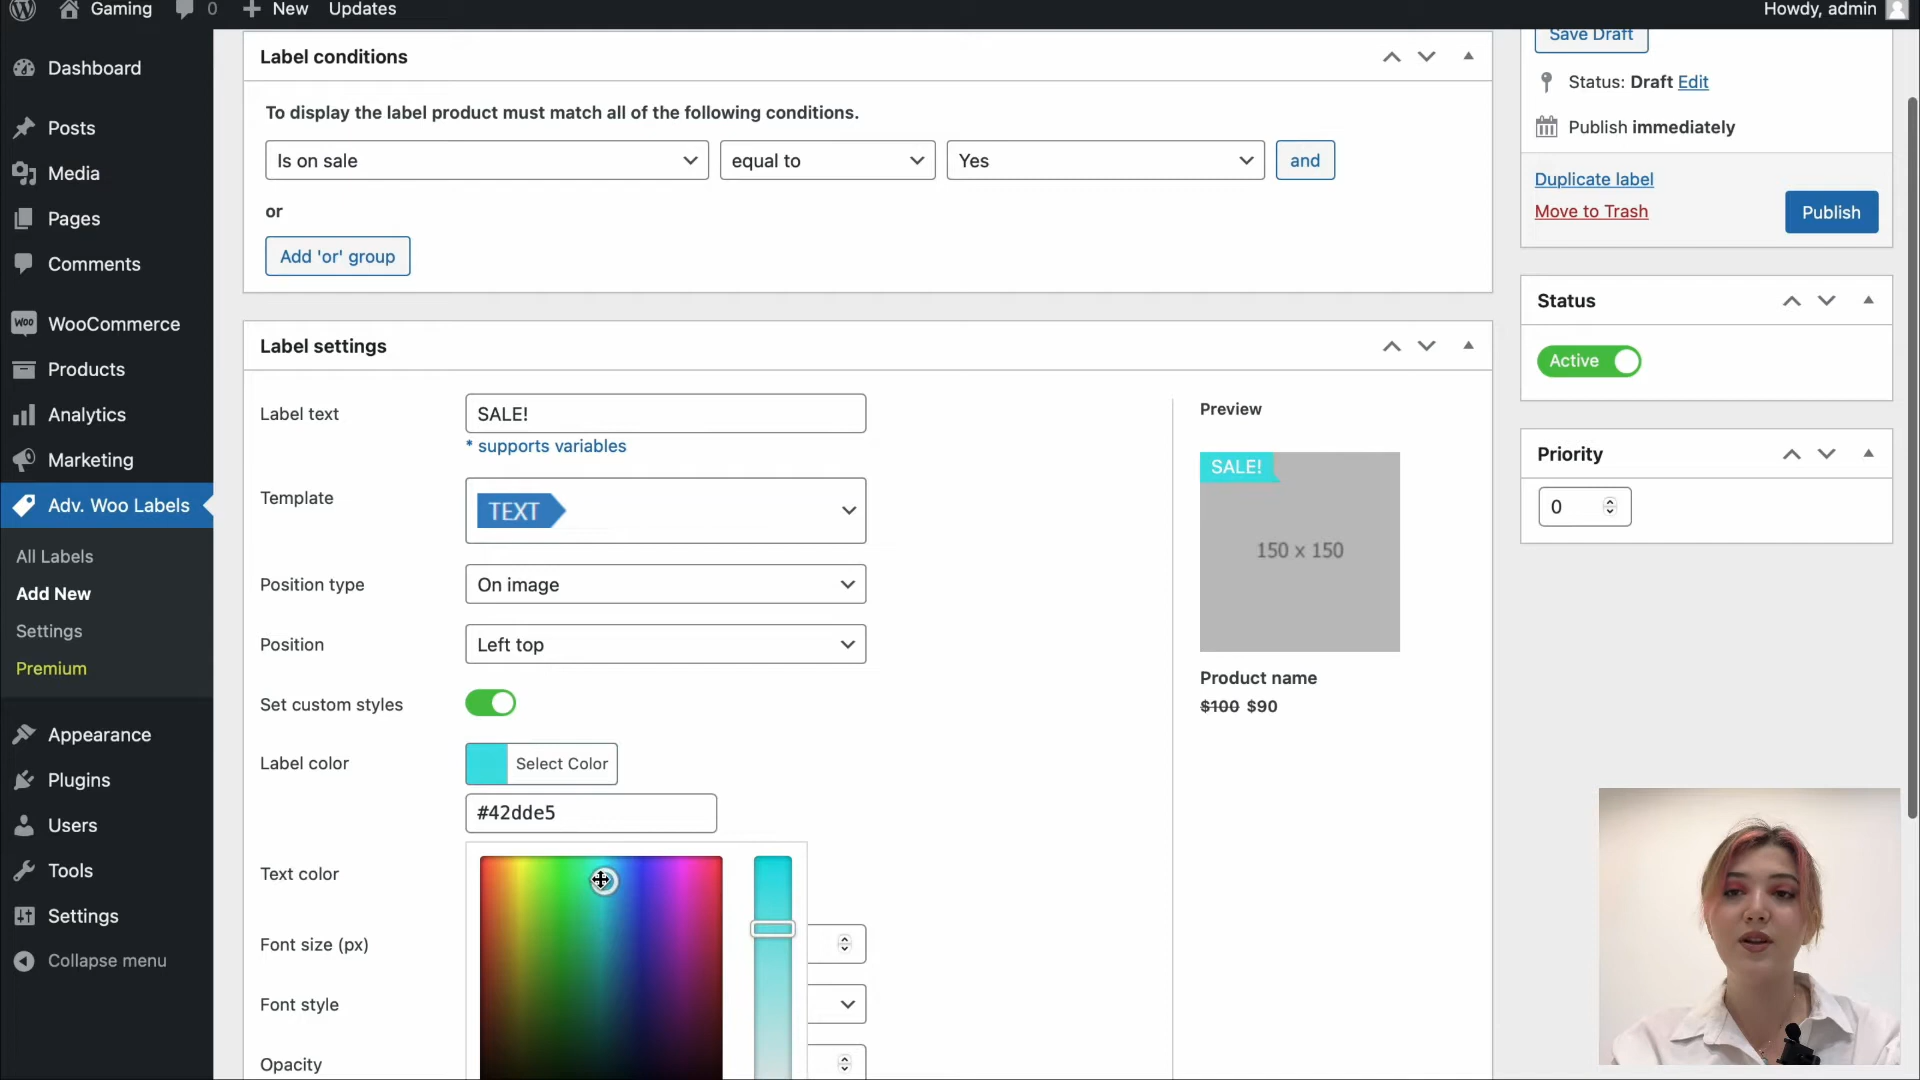 Gaming
0
New
Updates
Howdy, admin
Dashboard
Posts
Media
Pages
Comments
WOO
WooCommerce
Products
Analytics
Marketing
Adv. Woo Labels
All Labels
Add New
Settings
Premium
Appearance
Plugins
Users
Tools
Settings
Collapse menu
Label conditions
To display the label product must match all of the following conditions.
Is on sale
equal to
Yes
and
or
Add 'or' group
Label settings
Label text
SALE!
* supports variables
Template
TEXT
Position type
On image
Position
Left top
Set custom styles
Label color
Select Color
#42dde5
Text color
Font size (px)
Font style
Opacity
Preview
SALE!
150 x 150
Product name
$100 $90
Save Draft
Status: Draft Edit
Publish immediately
Duplicate label
Move to Trash
Publish
Status
Active
Priority
0